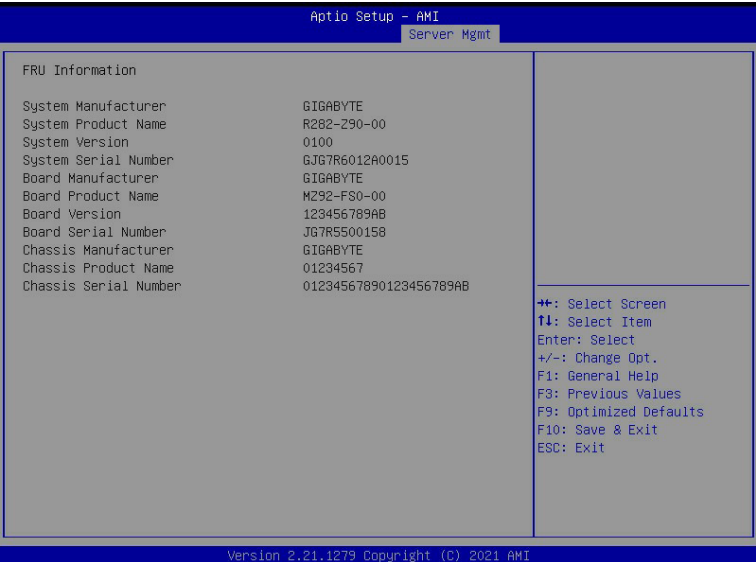 Aptio Setup – AMI
Server Mgmt
FRU Information
System Manufacturer GIGABYTE
System Product Name R282-Z90-00
System Version 0100
System Serial Number GJG7R6012A0015
Board Manufacturer GIGABYTE
Board Product Name MZ92-FS0-00
Board Version 123456789AB
Board Serial Number JG7R5500158
Chassis Manufacturer GIGABYTE
Chassis Product Name 01234567
Chassis Serial Number 01234567890123456789AB
→←: Select Screen
↑↓: Select Item
Enter: Select
+/-: Change Opt.
F1: General Help
F3: Previous Values
F9: Optimized Defaults
F10: Save & Exit
ESC: Exit
Version 2.21.1279 Copyright (C) 2021 AMI